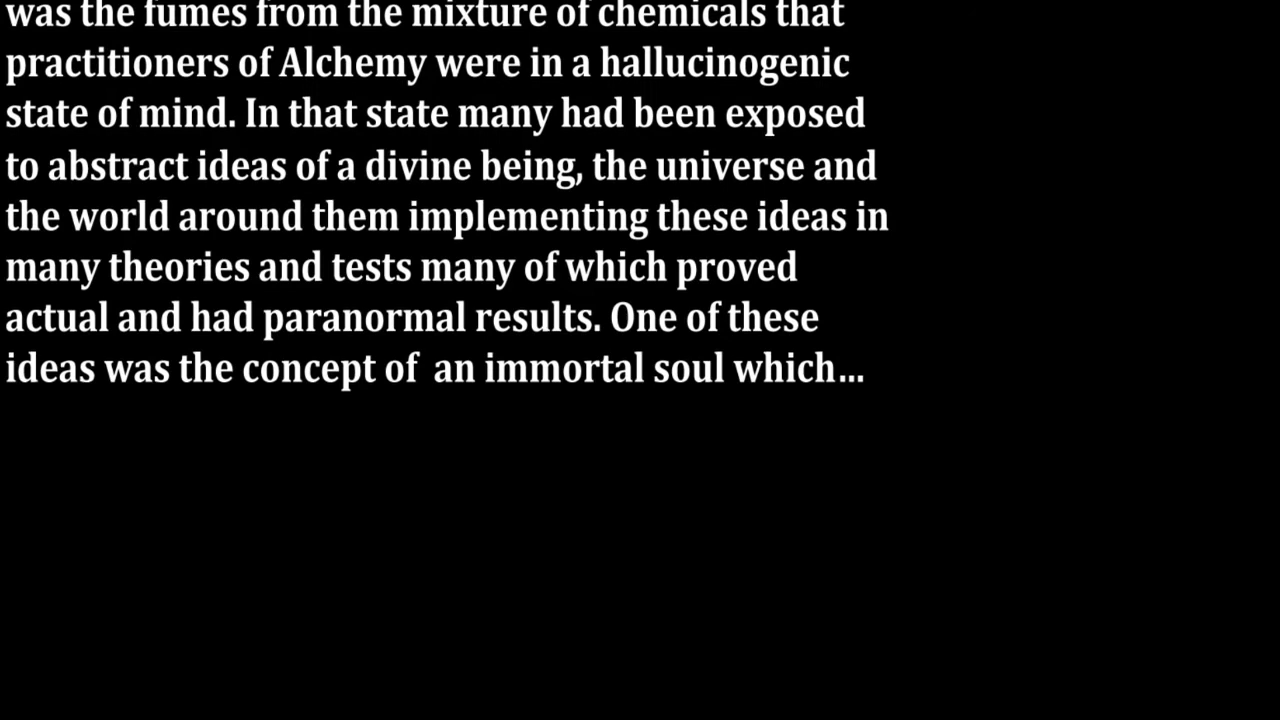 was the fumes from the mixture of chemicals that
practitioners of Alchemy were in a hallucinogenic
state of mind. In that state many had been exposed
to abstract ideas of a divine being, the universe and
the world around them implementing these ideas in
many theories and tests many of which proved
actual and had paranormal results. One of these
ideas was the concept of  an immortal soul which...